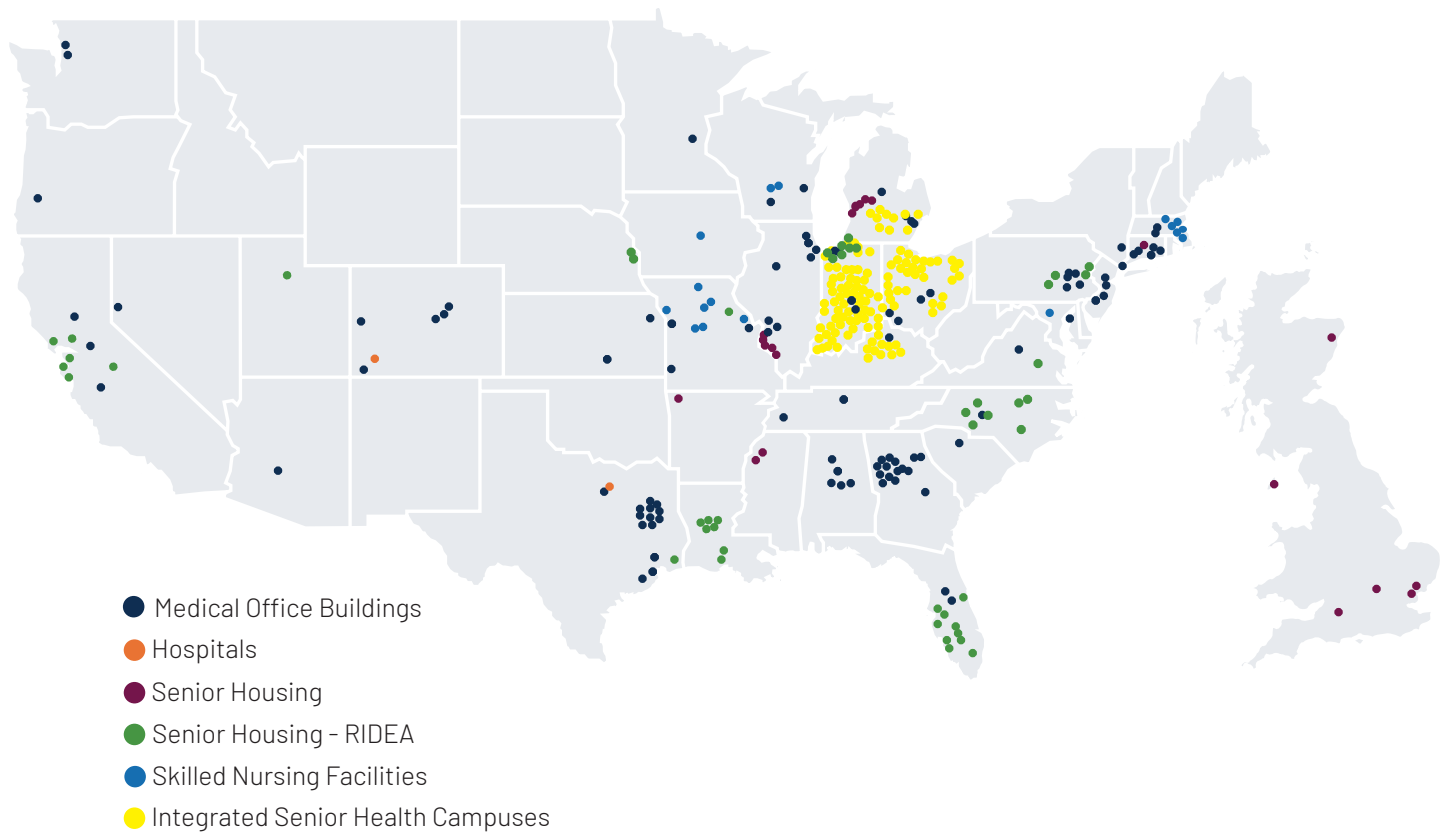 Medical Office Buildings
Hospitals
Senior Housing
Senior Housing - RIDEA
Skilled Nursing Facilities
Integrated Senior Health Campuses